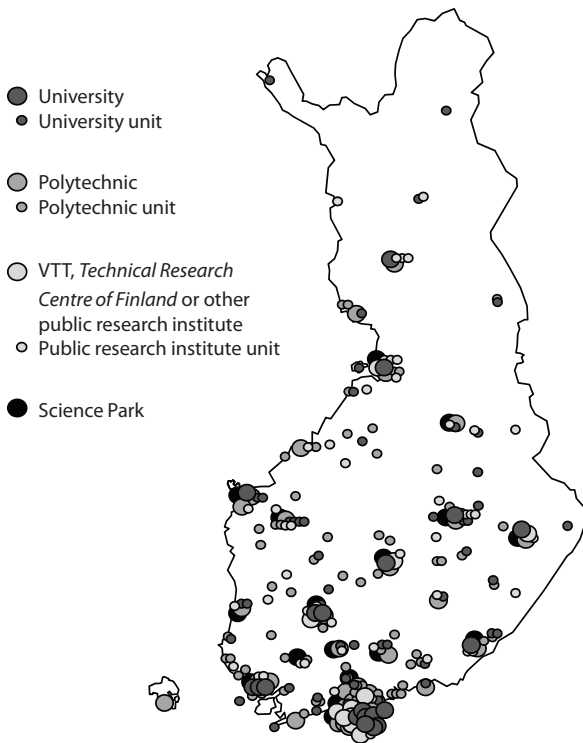 University
University unit
Polytechnic
Polytechnic unit
VTT, Technical Research
Centre of Finland or other
public research institute
Public research institute unit
Science Park